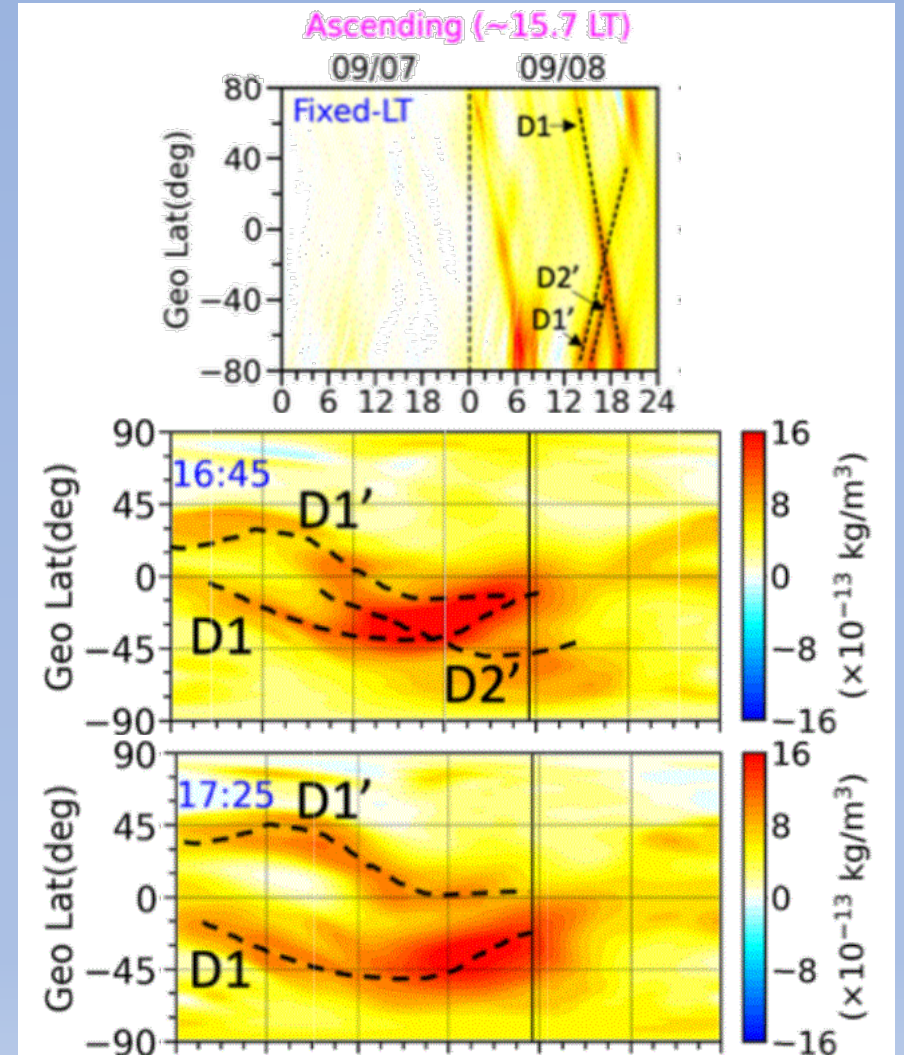 Ascending (~15.7 LT)
09/07 09/08
80
Fixed-LT
D1
40
0
D2’
−40
D1’
−80
Geo Lat(deg)
0 6 12 18 0 6 12 18 24
90
16:45
D1’
45
0
D1
−45
D2’
−90
Geo Lat(deg)
16
8
0
−8
−16
(×10⁻¹³ kg/m³)
90
17:25
D1’
45
0
D1
−45
−90
Geo Lat(deg)
16
8
0
−8
−16
(×10⁻¹³ kg/m³)